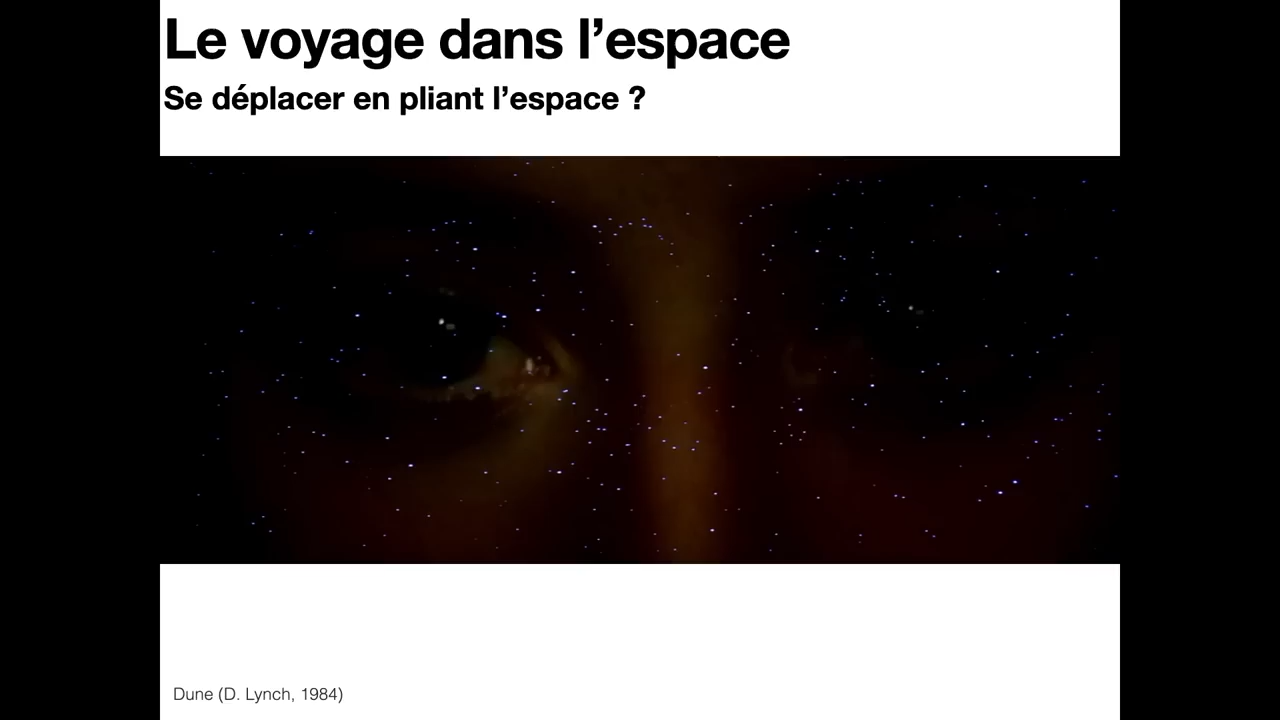 Le voyage dans l’espace
Se déplacer en pliant l’espace ?
Dune (D. Lynch, 1984)